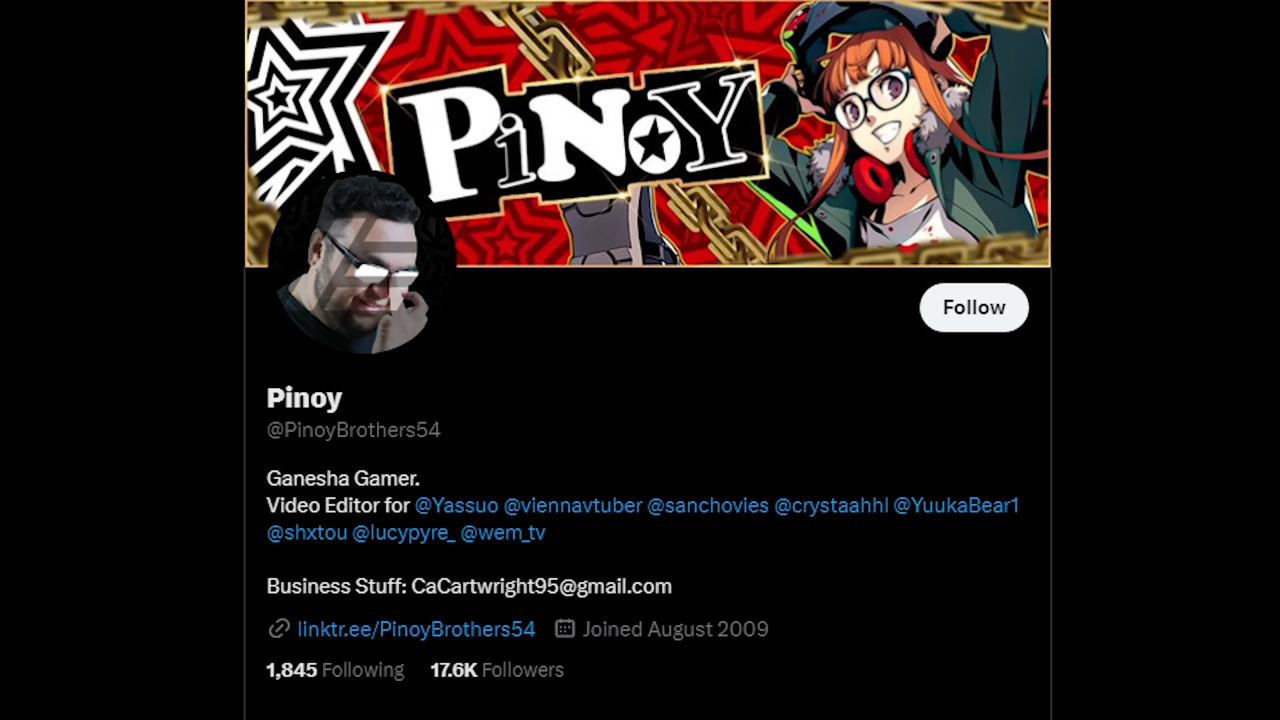 PiNOY
Follow
Pinoy
@PinoyBrothers54
Ganesha Gamer.
Video Editor for @Yassuo @viennavtuber @sanchovies @crystaahhl @YuukaBear1
@shxtou @lucypyre_ @wem_tv
Business Stuff: CaCartwright95@gmail.com
linktr.ee/PinoyBrothers54 Joined August 2009
1,845 Following 17.6K Followers